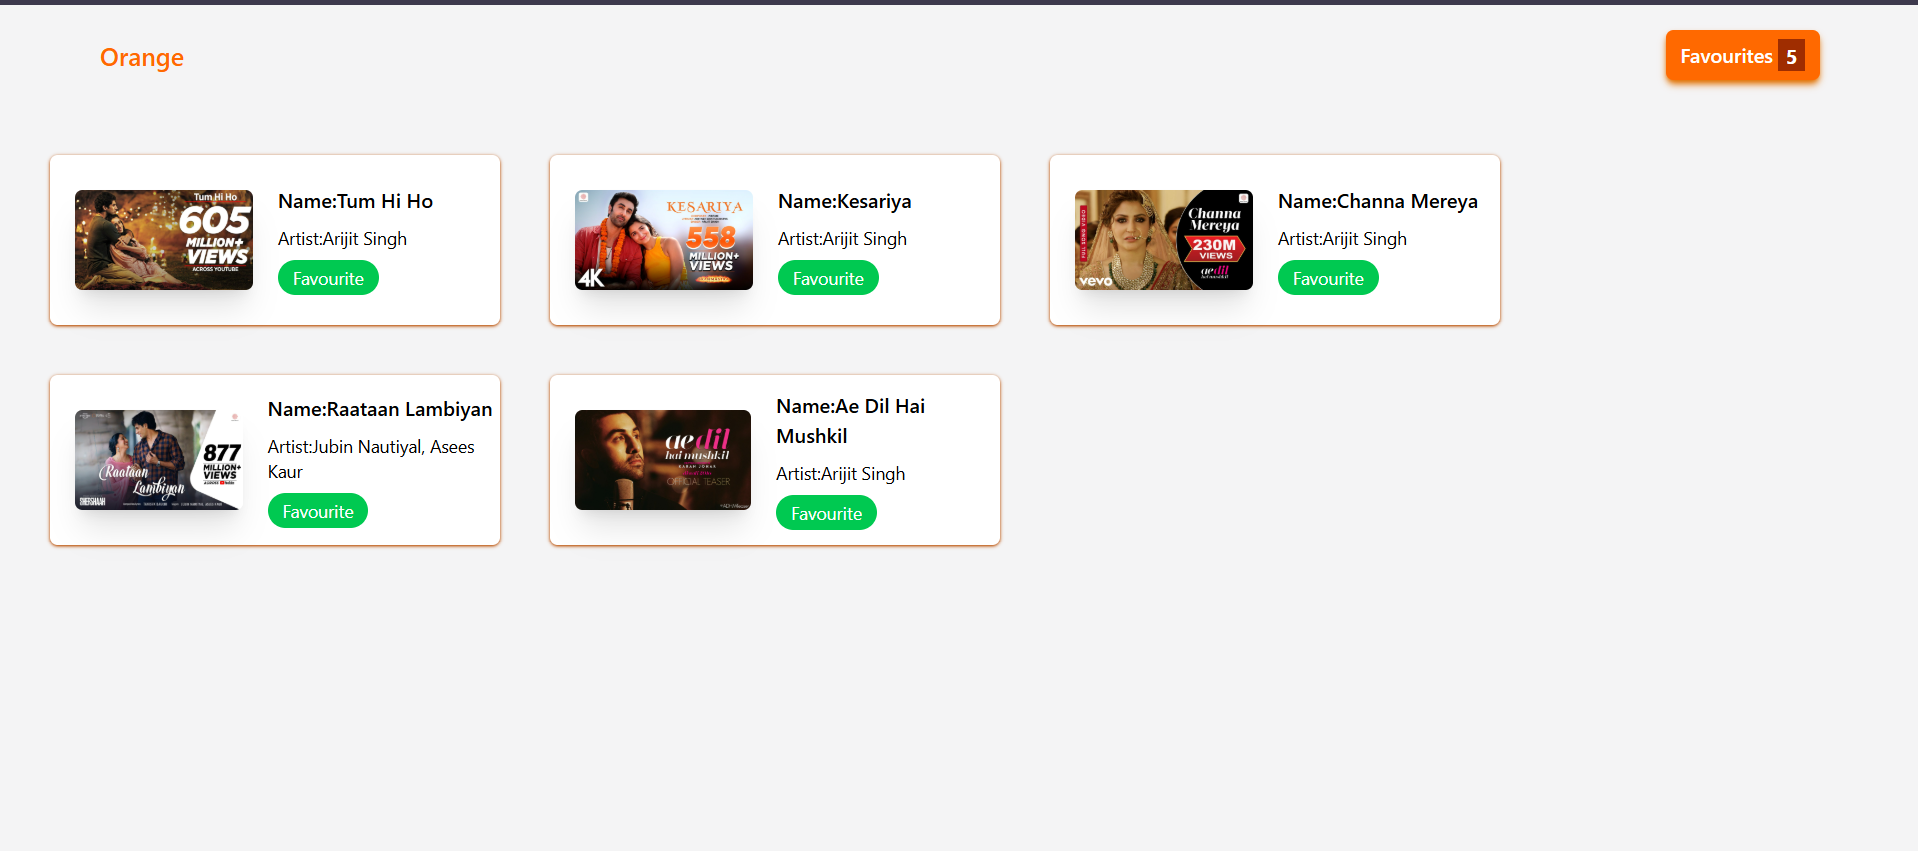 Orange
Favourites 5
Tum Hi Ho
605
MILLION+
VIEWS
ACROSS YOUTUBE
Name:Tum Hi Ho
Artist:Arijit Singh
Favourite
KESARIYA
558
MILLION+
VIEWS
4K
Name:Kesariya
Artist:Arijit Singh
Favourite
Channa
Mereya
230M
VIEWS
ae dil
hai mushkil
vevo
Name:Channa Mereya
Artist:Arijit Singh
Favourite
877
MILLION+
VIEWS
Raataan
Lambiyan
SHERSHAAH
Name:Raataan Lambiyan
Artist:Jubin Nautiyal, Asees
Kaur
Favourite
ae dil
hai mushkil
KARAN JOHAR
OFFICIAL TEASER
Name:Ae Dil Hai
Mushkil
Artist:Arijit Singh
Favourite